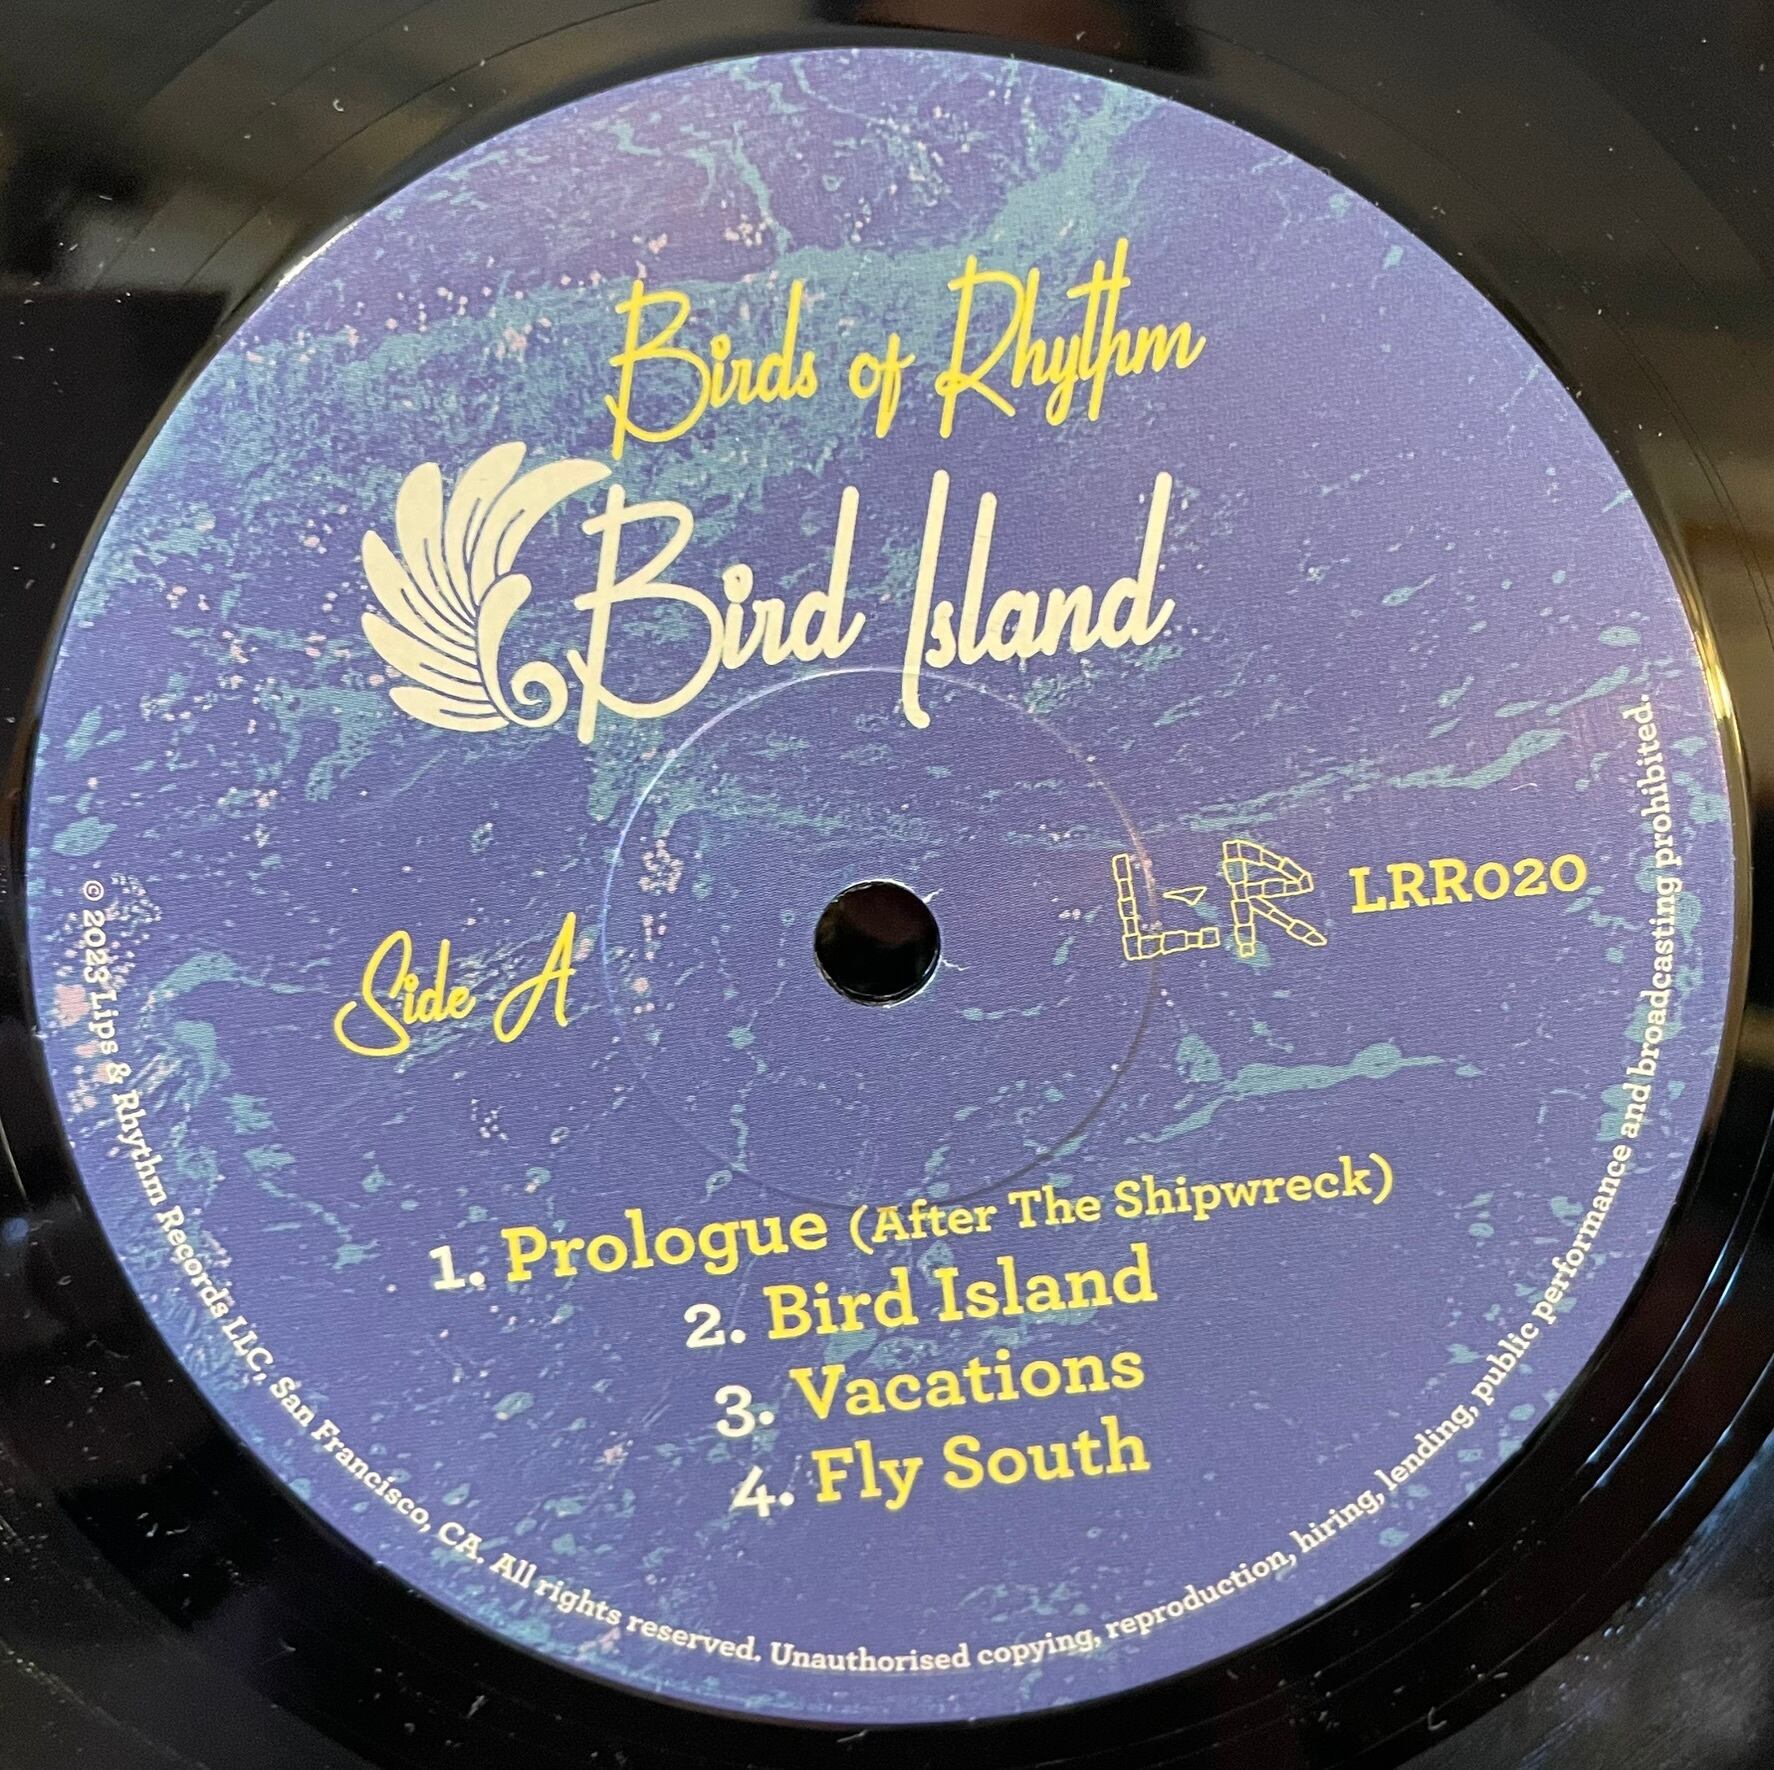 Birds of Rhythm
Bird Island
L-R LRR020
Side A
1. Prologue (After The Shipwreck)
2. Bird Island
3. Vacations
4. Fly South
© 2023 Lips & Rhythm Records LLC, San Francisco, CA. All rights reserved. Unauthorised copying, reproduction, hiring, lending, public performance and broadcasting prohibited.